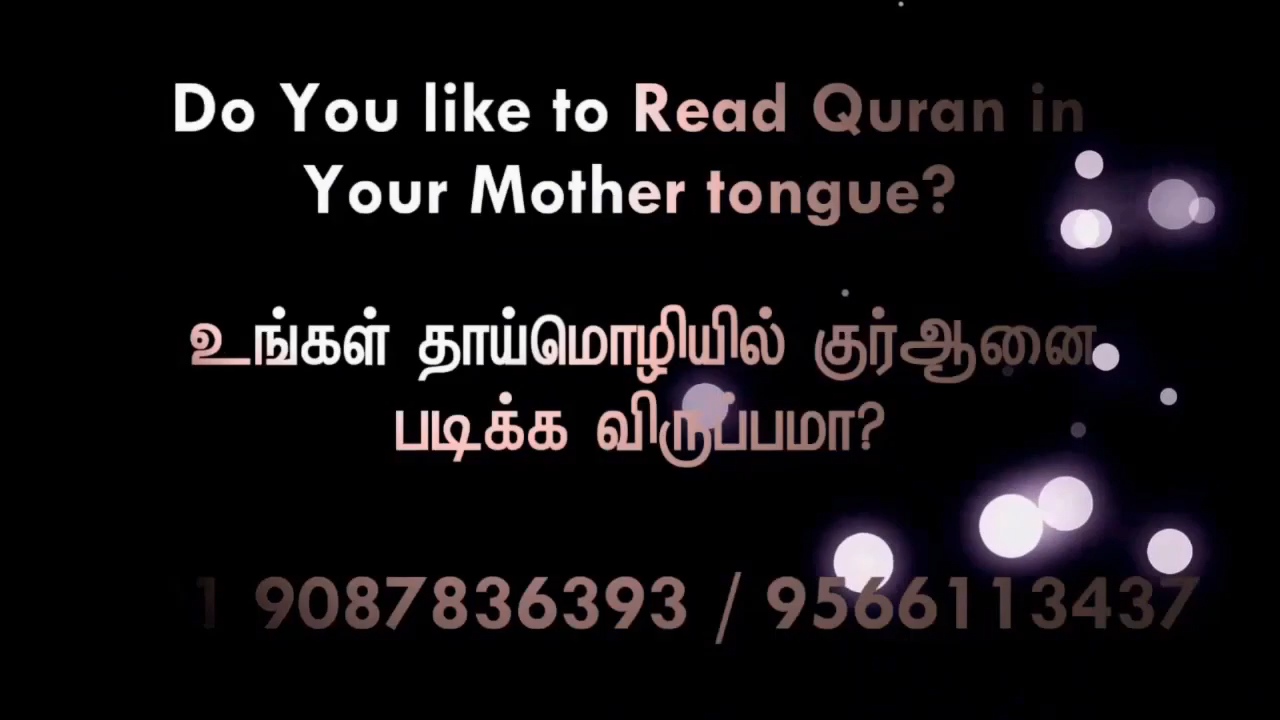 Do You like to Read Quran in
Your Mother tongue?
உங்கள் தாய்மொழியில் குர்ஆனை
படிக்க விருப்பமா?
9087836393 / 9566113437